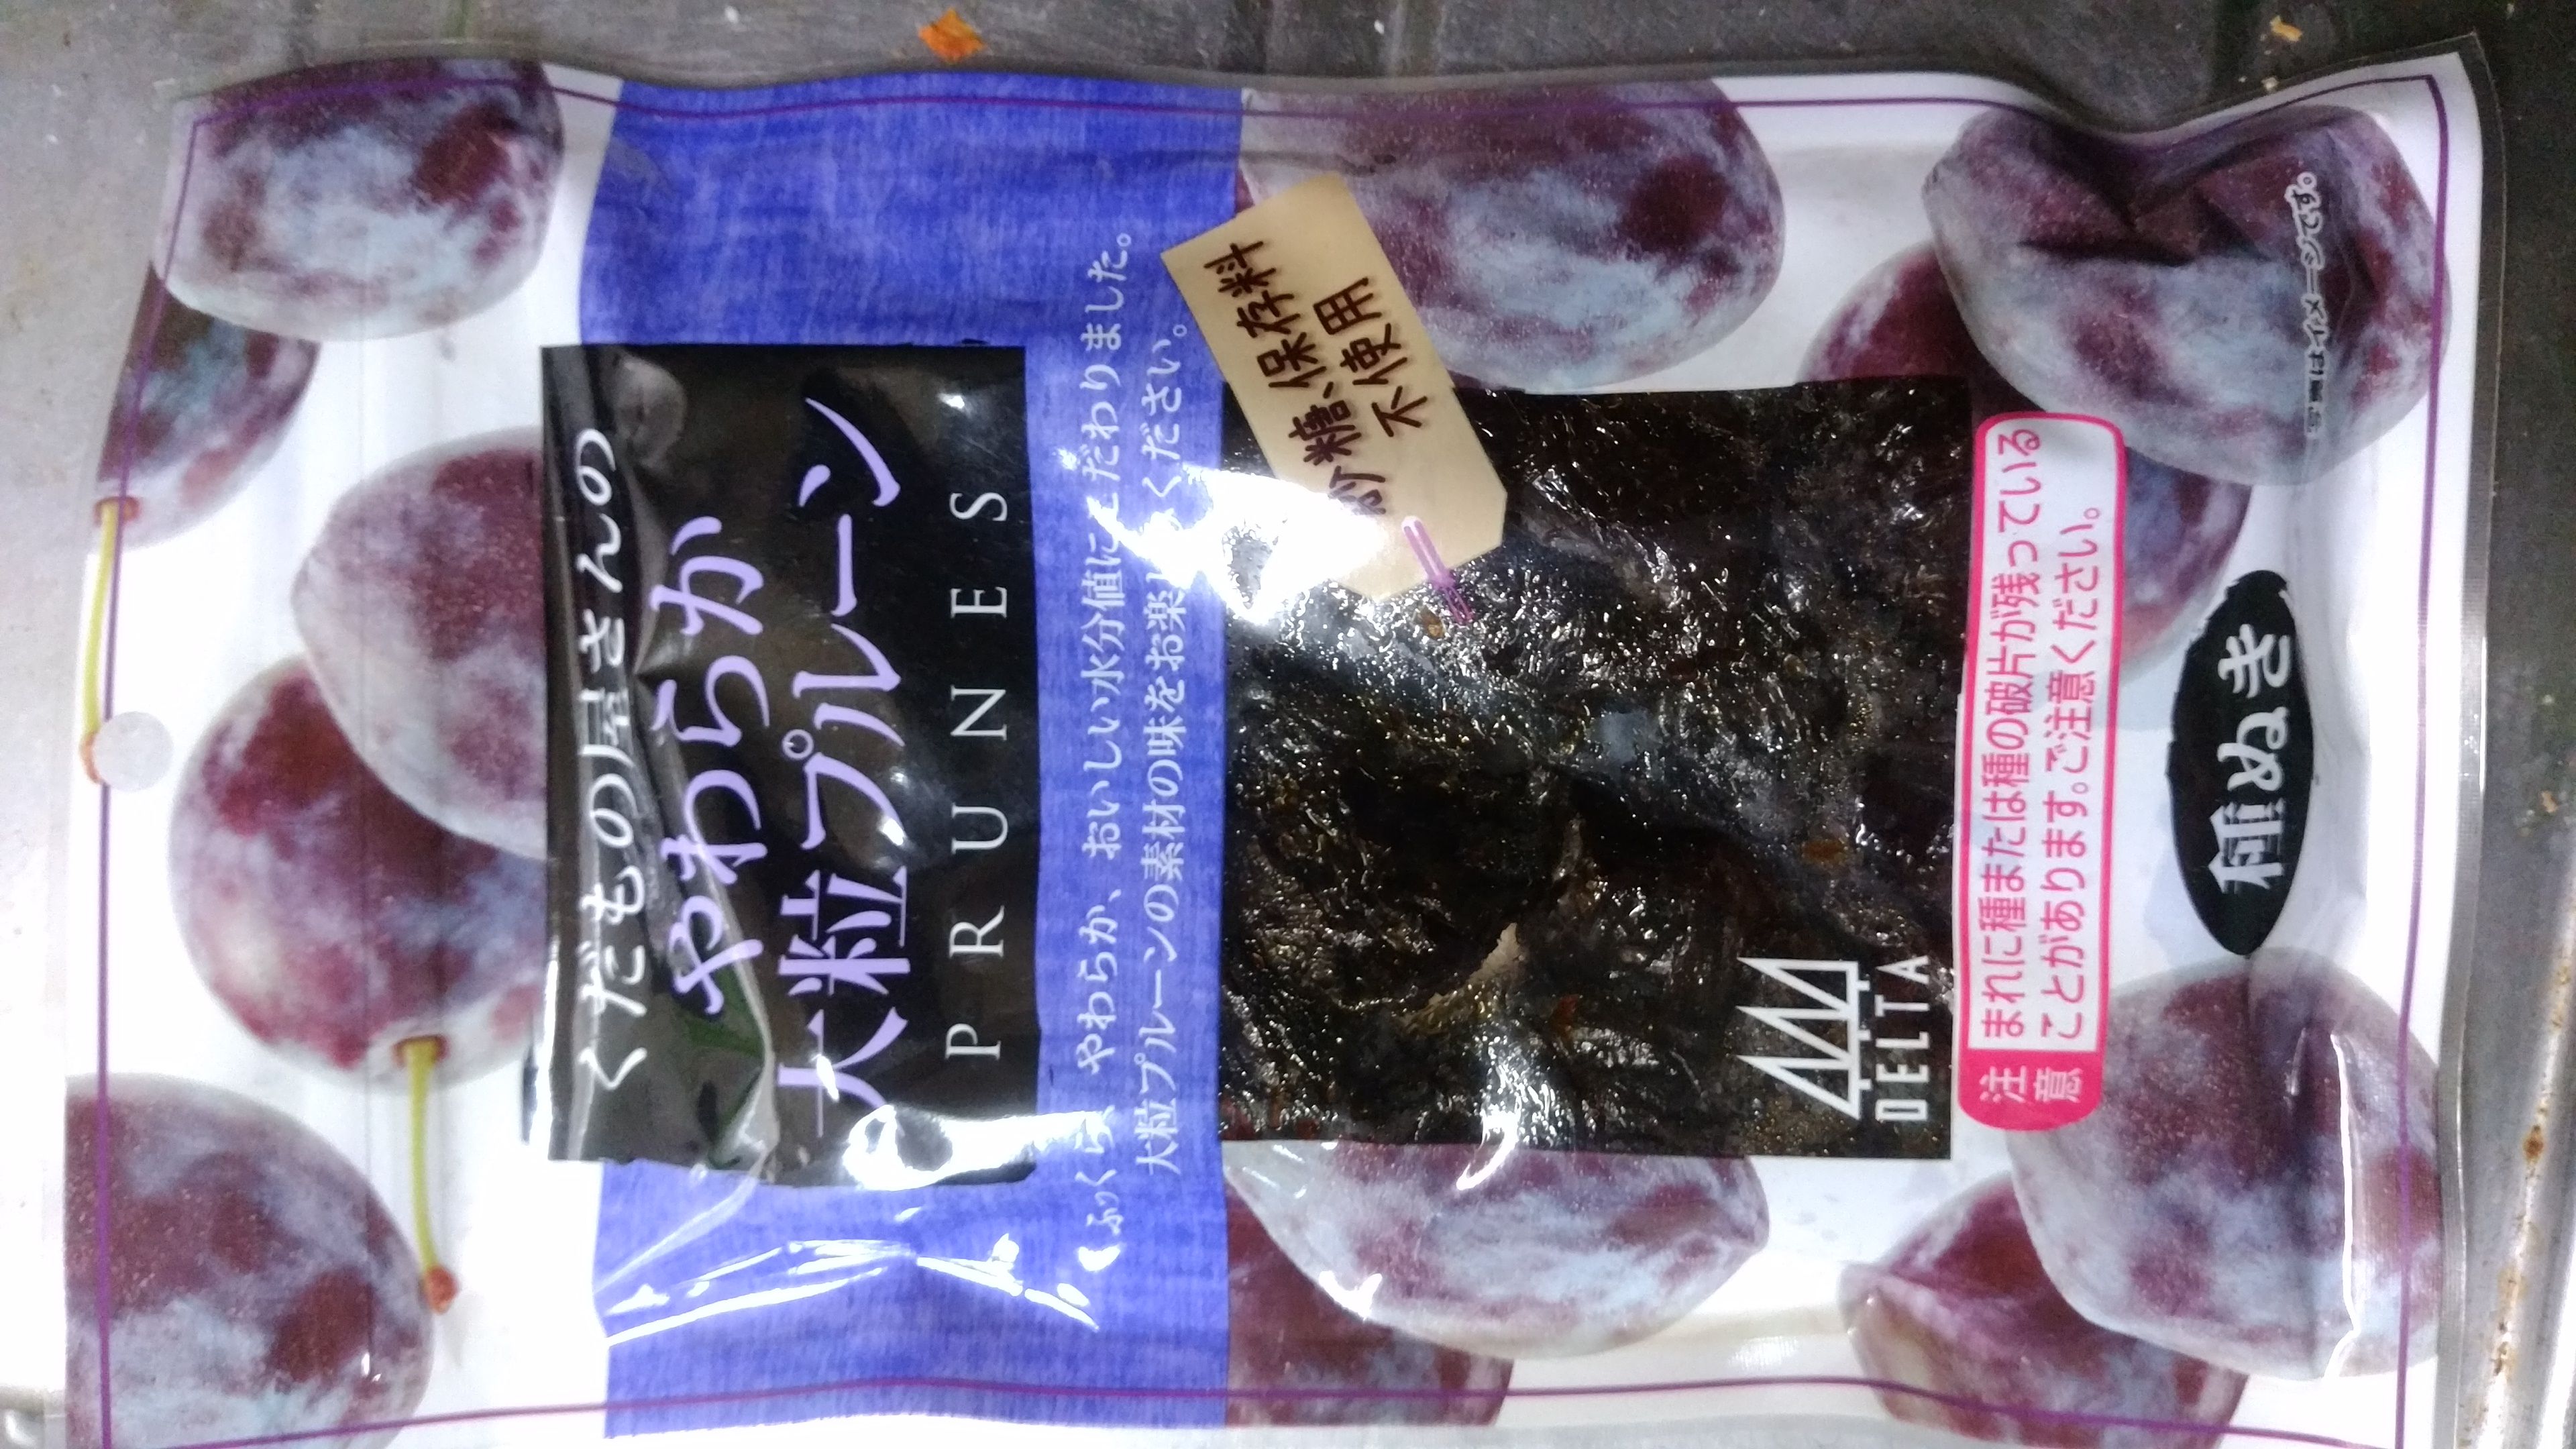 くだもの屋さんの
やわらか
大粒プルーン
PRUNES
ふっくら、やわらか、おいしい水分値にこだわりました。
大粒プルーンの素材の味をお楽しみください。
砂糖、保存料
不使用
DELTA
注意
まれに種または種の破片が残っている
ことがあります。ご注意ください。
種ぬき
写真はイメージです。